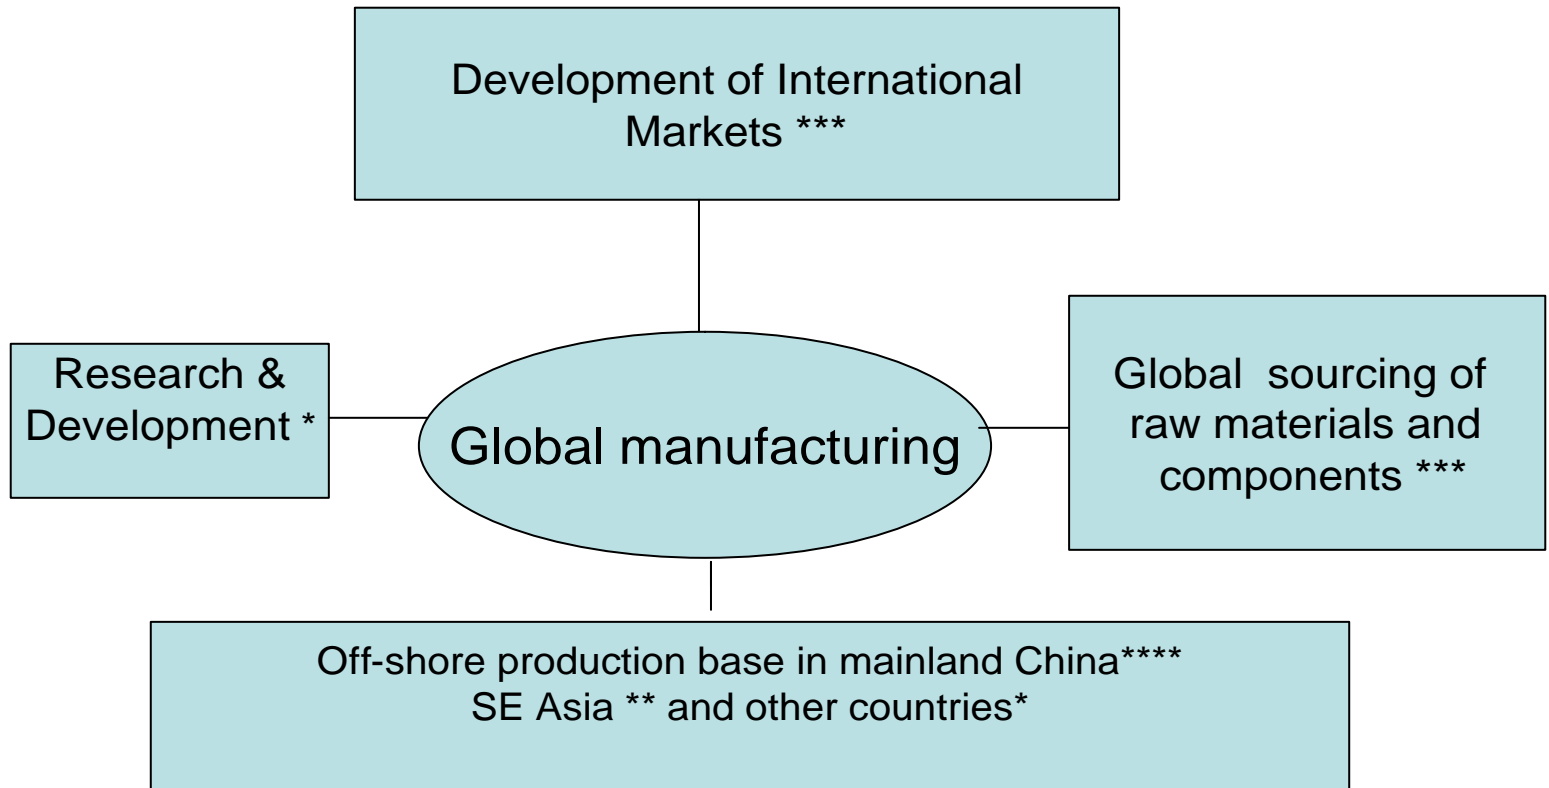 Development of International
Markets ***
Research &
Development *
Global manufacturing
Global  sourcing of
raw materials and
components ***
Off-shore production base in mainland China****
SE Asia ** and other countries*